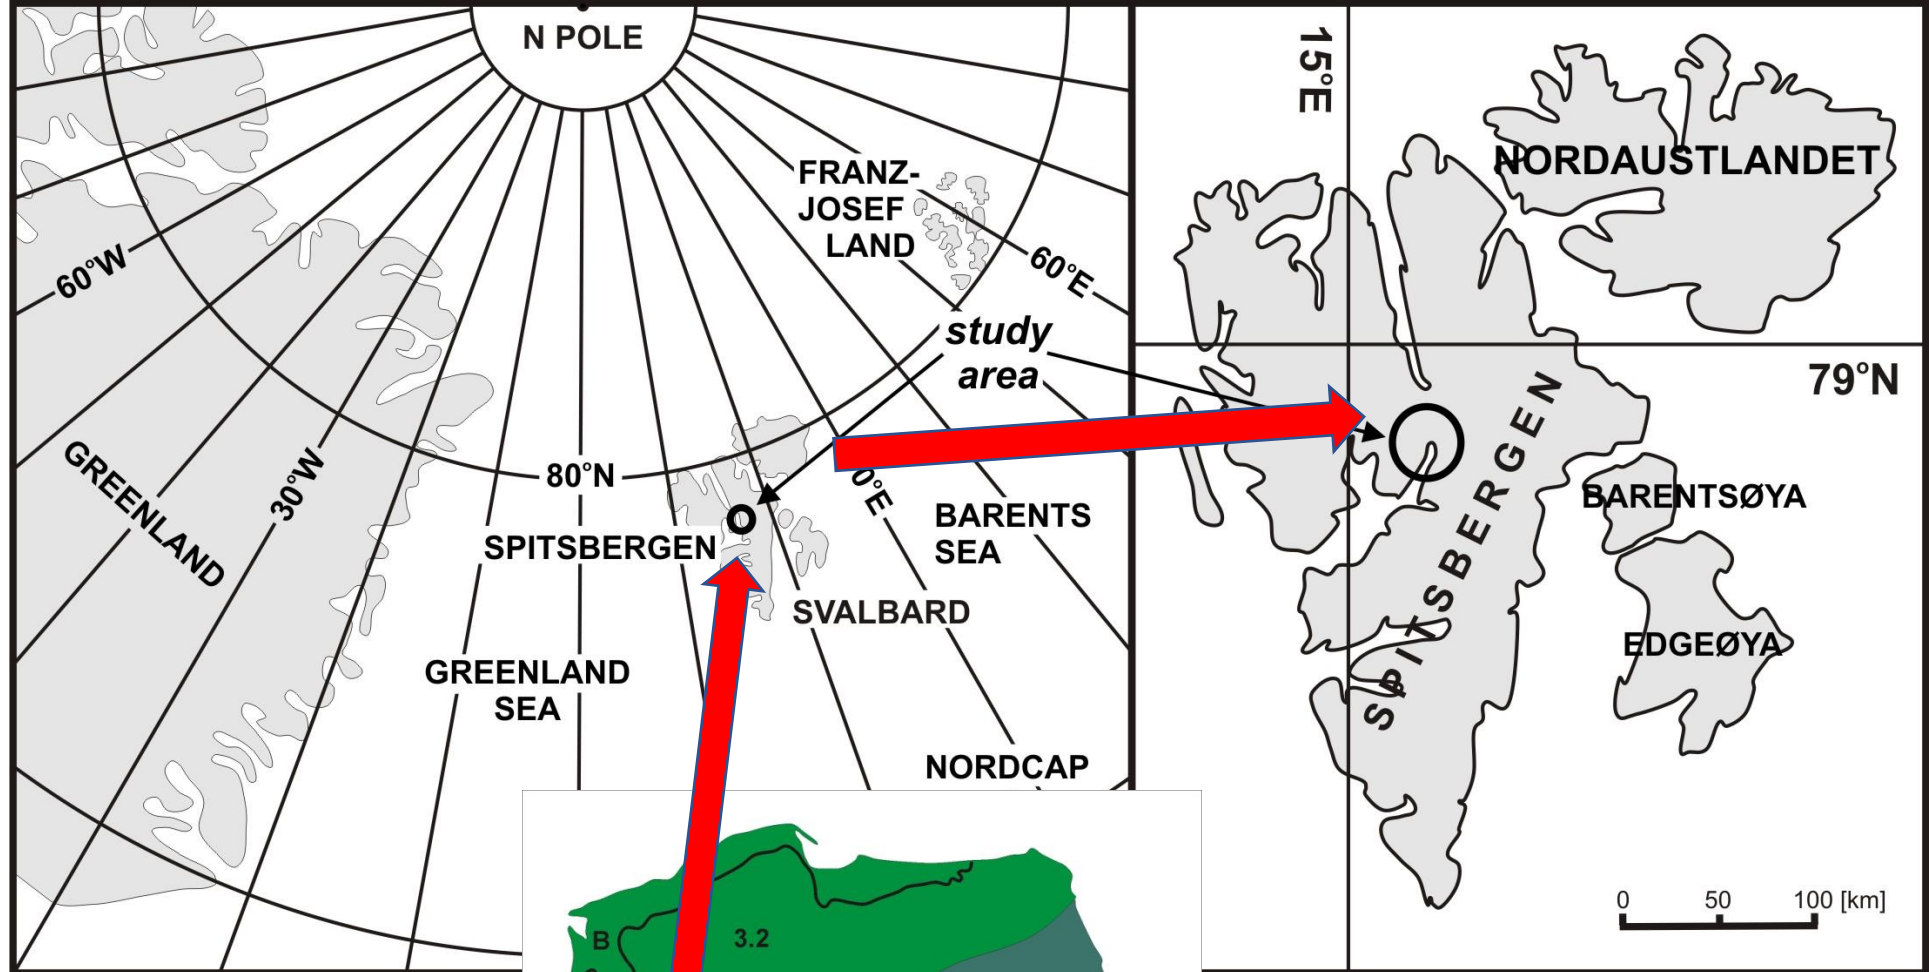 N POLE
FRANZ-
JOSEF
LAND
60°W
60°E
study
area
GREENLAND
30°W
80°N
0°E
SPITSBERGEN
BARENTS
SEA
SVALBARD
GREENLAND
SEA
NORDCAP
B
3.2
15°E
NORDAUSTLANDET
79°N
SPITSBERGEN
BARENTSØYA
EDGEØYA
0 50 100 [km]